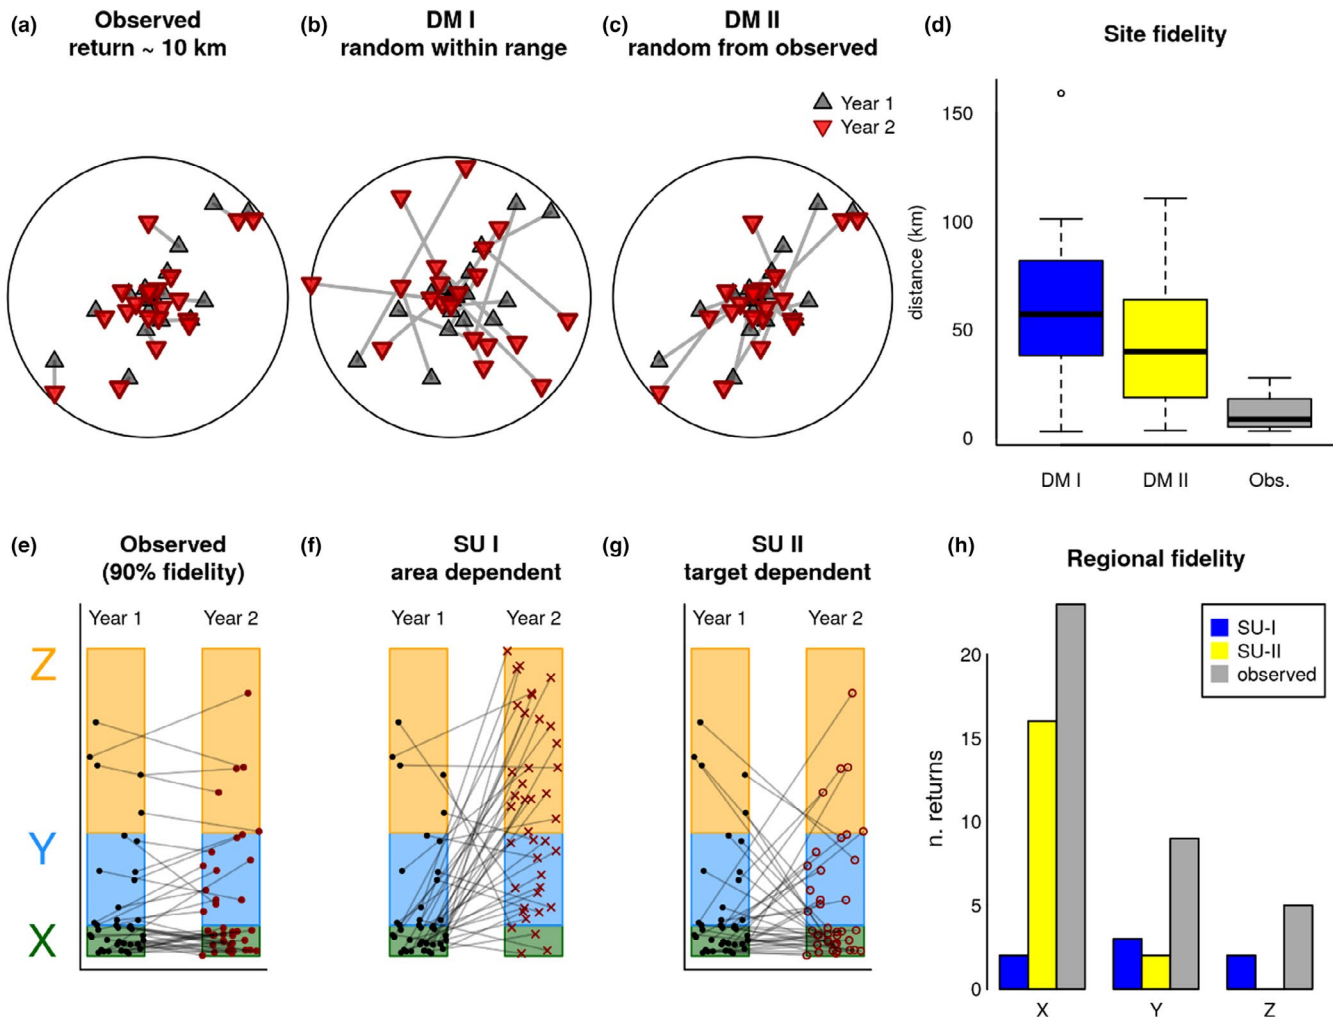 (a)
Observed
return ~ 10 km
(b)
DM I
random within range
(c)
DM II
random from observed
Year 1
Year 2
(d)
Site fidelity
distance (km)
150
100
50
0
DM I
DM II
Obs.
(e)
Observed
(90% fidelity)
Year 1
Year 2
Z
Y
X
(f)
SU I
area dependent
Year 1
Year 2
(g)
SU II
target dependent
Year 1
Year 2
(h)
Regional fidelity
SU-I
SU-II
observed
n. returns
20
15
10
5
0
X
Y
Z